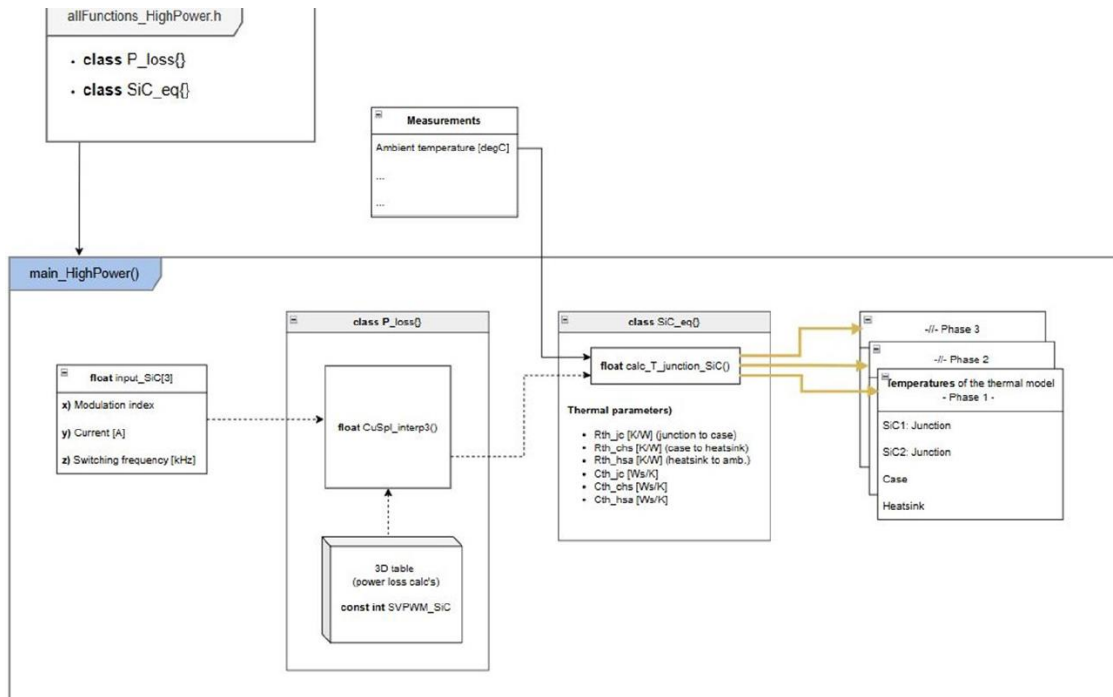 allFunctions_HighPower.h
• class P_loss{}
• class SiC_eq{}
Measurements
Ambient temperature [degC]
...
...
main_HighPower()
float input_SiC[3]
x) Modulation index
y) Current [A]
z) Switching frequency [kHz]
class P_loss{}
float CuSpl_interp3()
3D table
(power loss calc's)
const int SVPWM_SiC
class SiC_eq{}
float calc_T_junction_SiC()
Thermal parameters)
• Rth_jc [K/W] (junction to case)
• Rth_chs [K/W] (case to heatsink)
• Rth_hsa [K/W] (heatsink to amb.)
• Cth_jc [Ws/K]
• Cth_chs [Ws/K]
• Cth_hsa [Ws/K]
-//- Phase 3
-//- Phase 2
Temperatures of the thermal model
- Phase 1 -
SiC1: Junction
SiC2: Junction
Case
Heatsink